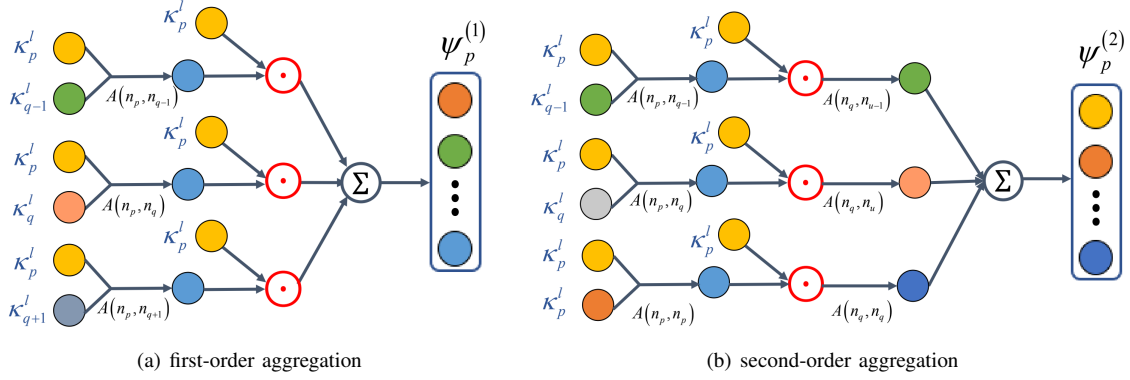 κ_p^l
κ_p^l
κ_{q-1}^l
A(n_p, n_{q-1})
κ_p^l
κ_p^l
κ_q^l
A(n_p, n_q)
κ_p^l
κ_p^l
κ_{q+1}^l
A(n_p, n_{q+1})
Σ
ψ_p^{(1)}
(a) first-order aggregation
κ_p^l
κ_p^l
κ_{q-1}^l
A(n_p, n_{q-1})
A(n_q, n_{u-1})
κ_p^l
κ_p^l
κ_q^l
A(n_p, n_q)
A(n_q, n_u)
κ_p^l
κ_p^l
κ_p^l
A(n_p, n_p)
A(n_q, n_q)
Σ
ψ_p^{(2)}
(b) second-order aggregation